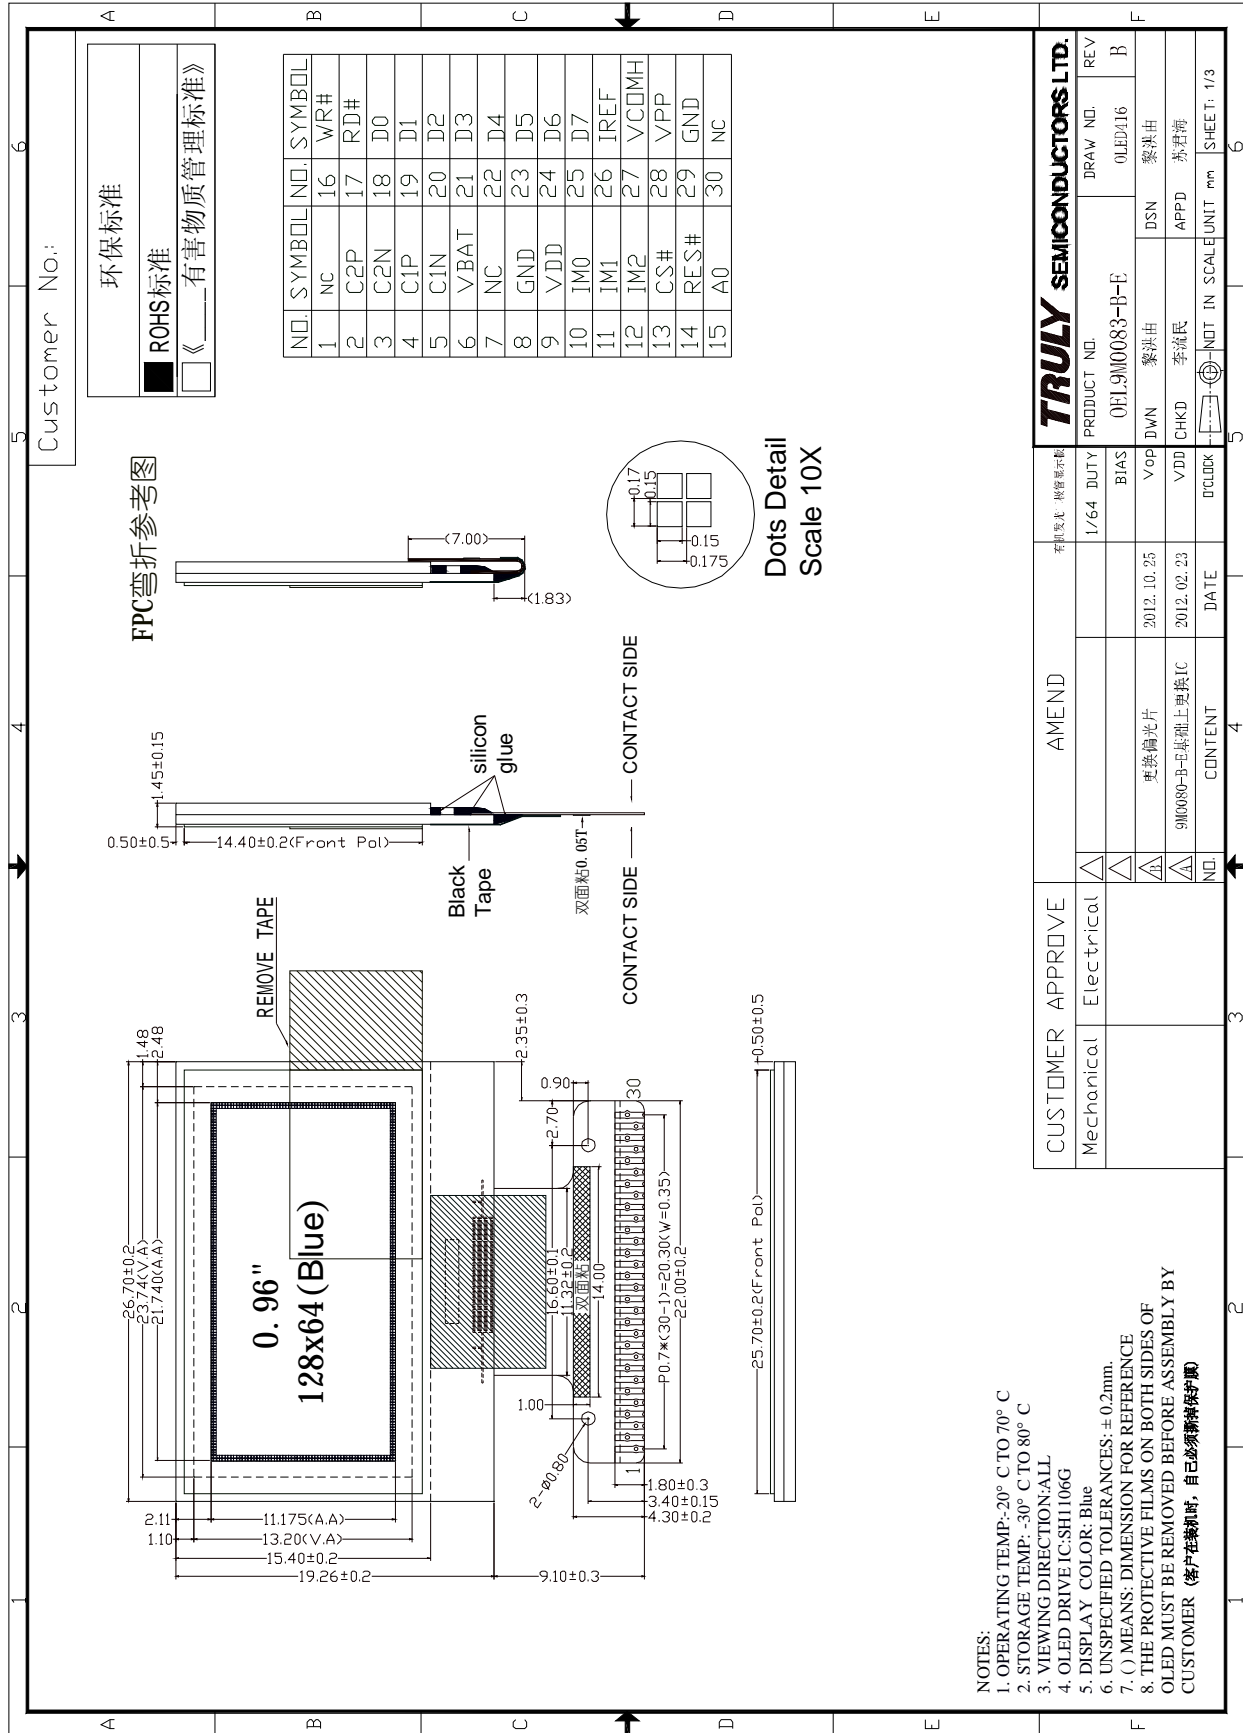 Customer No.:
环保标准
ROHS标准
《____有害物质管理标准》
NO. SYMBOL NO. SYMBOL
1 NC 16 WR#
2 C2P 17 RD#
3 C2N 18 D0
4 C1P 19 D1
5 C1N 20 D2
6 VBAT 21 D3
7 NC 22 D4
8 GND 23 D5
9 VDD 24 D6
10 IM0 25 D7
11 IM1 26 IREF
12 IM2 27 VCOMH
13 CS# 28 VPP
14 RES# 29 GND
15 A0 30 NC
FPC弯折参考图
(7.00)
(1.83)
0.17
0.15
0.15
0.175
Dots Detail
Scale 10X
1.45±0.15
0.50±0.5
14.40±0.2(Front Pol)
silicon
glue
Black
Tape
双面粘0.05T
CONTACT SIDE
CONTACT SIDE
REMOVE TAPE
26.70±0.2
23.74(V.A)
21.740(A.A)
1.48
2.48
0.96"
128x64(Blue)
2.11
1.10
11.175(A.A)
13.20(V.A)
15.40±0.2
19.26±0.2
9.10±0.3
2.35±0.3
0.90
2.70
16.60±0.1
11.32±0.2
双面粘
14.00
1.00
2-ø0.80
1
30
P0.7*(30-1)=20.30(W=0.35)
22.00±0.2
1.80±0.3
3.40±0.15
4.30±0.2
25.70±0.2(Front Pol)
0.50±0.5
NOTES:
1. OPERATING TEMP:-20° C TO 70° C
2. STORAGE TEMP: -30° C TO 80° C
3. VIEWING DIRECTION:ALL
4. OLED DRIVE IC:SH1106G
5. DISPLAY COLOR: Blue
6. UNSPECIFIED TOLERANCES: ± 0.2mm.
7. ( ) MEANS: DIMENSION FOR REFERENCE
8. THE PROTECTIVE FILMS ON BOTH SIDES OF
OLED MUST BE REMOVED BEFORE ASSEMBLY BY
CUSTOMER (客户在装机时，自己必须撕掉保护膜)
CUSTOMER APPROVE
Mechanical Electrical
AMEND
B 更换偏光片 2012.10.25
A 9M0080-B-E基础上更换IC 2012.02.23
NO. CONTENT DATE
1/64 DUTY
BIAS
Vop
VDD
O'CLOCK
TRULY SEMICONDUCTORS LTD.
PRODUCT NO. DRAW NO. REV
OEL9M0083-B-E OLED416 B
DWN 黎洪由 DSN 黎洪由
CHKD 李流民 APPD 苏君海
NOT IN SCALE UNIT mm SHEET: 1/3
1 2 3 4 5 6
A B C D E F
1 2 3 4 5 6
A B C D E F